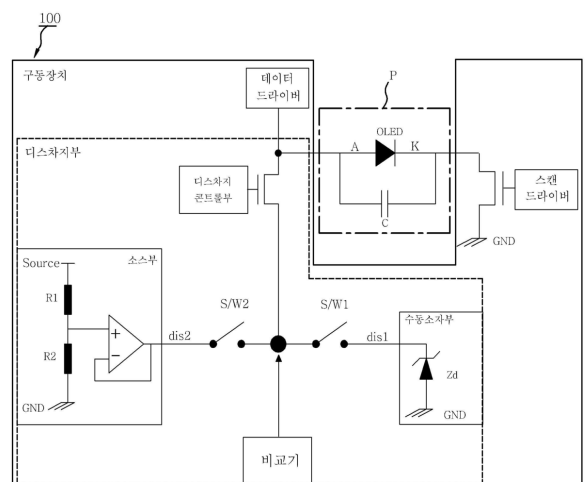 100
구동장치
데이터
드라이버
P
OLED
A
K
C
스캔
드라이버
GND
디스차지부
디스차지
콘트롤부
Source
소스부
R1
R2
GND
+
−
dis2
S/W2
S/W1
dis1
수동소자부
Zd
GND
비교기